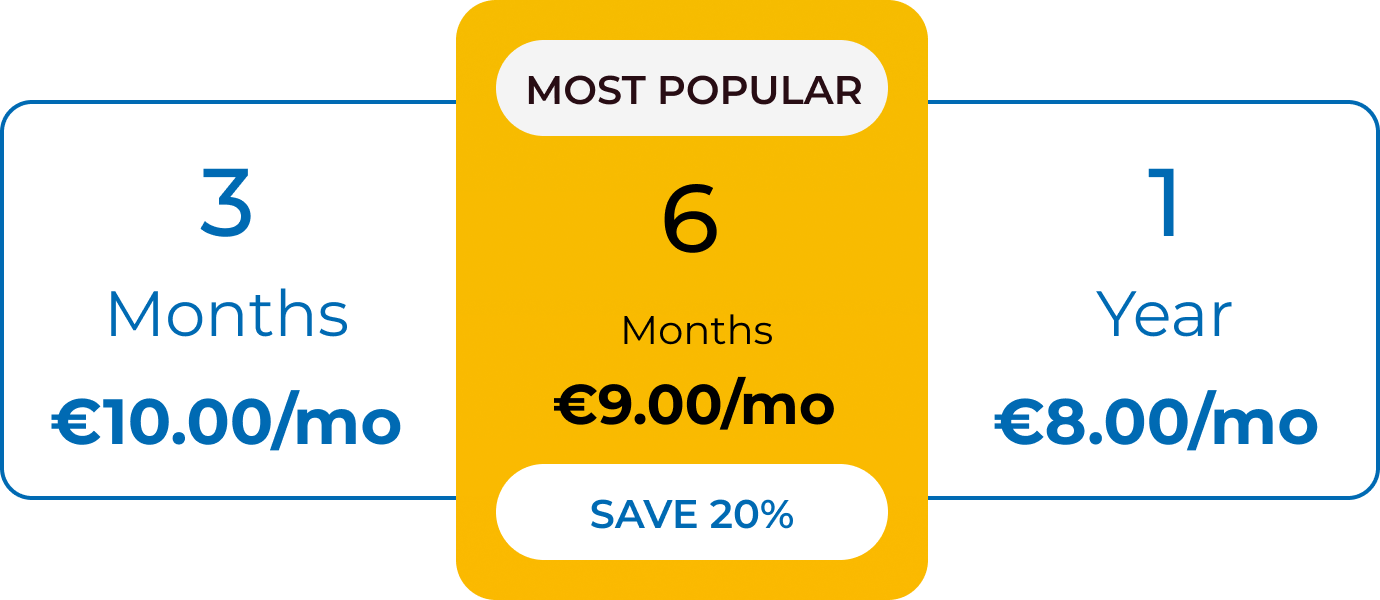 3
Months
€10.00/mo
MOST POPULAR
6
Months
€9.00/mo
SAVE 20%
1
Year
€8.00/mo